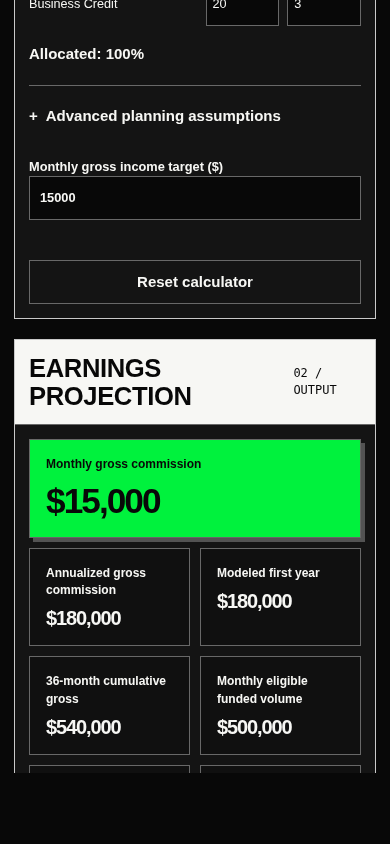 Business Credit 20 3
Allocated: 100%
+ Advanced planning assumptions
Monthly gross income target ($)
15000
Reset calculator
EARNINGS
PROJECTION
02 /
OUTPUT
Monthly gross commission
$15,000
Annualized gross
commission
$180,000
Modeled first year
$180,000
36-month cumulative
gross
$540,000
Monthly eligible
funded volume
$500,000